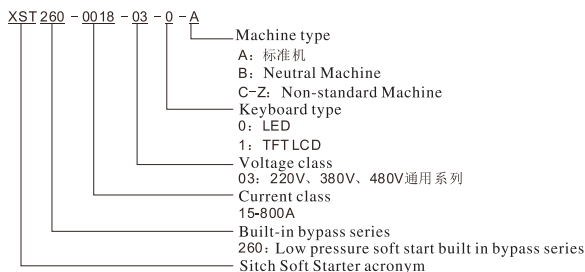 XST260-0018-03-0-A
Machine type
A：标准机
B：Neutral Machine
C-Z：Non-standard Machine
Keyboard type
0：LED
1：TFT LCD
Voltage class
03：220V、380V、480V通用系列
Current class
15-800A
Built-in bypass series
260：Low pressure soft start built in bypass series
Sitch Soft Starter acronym